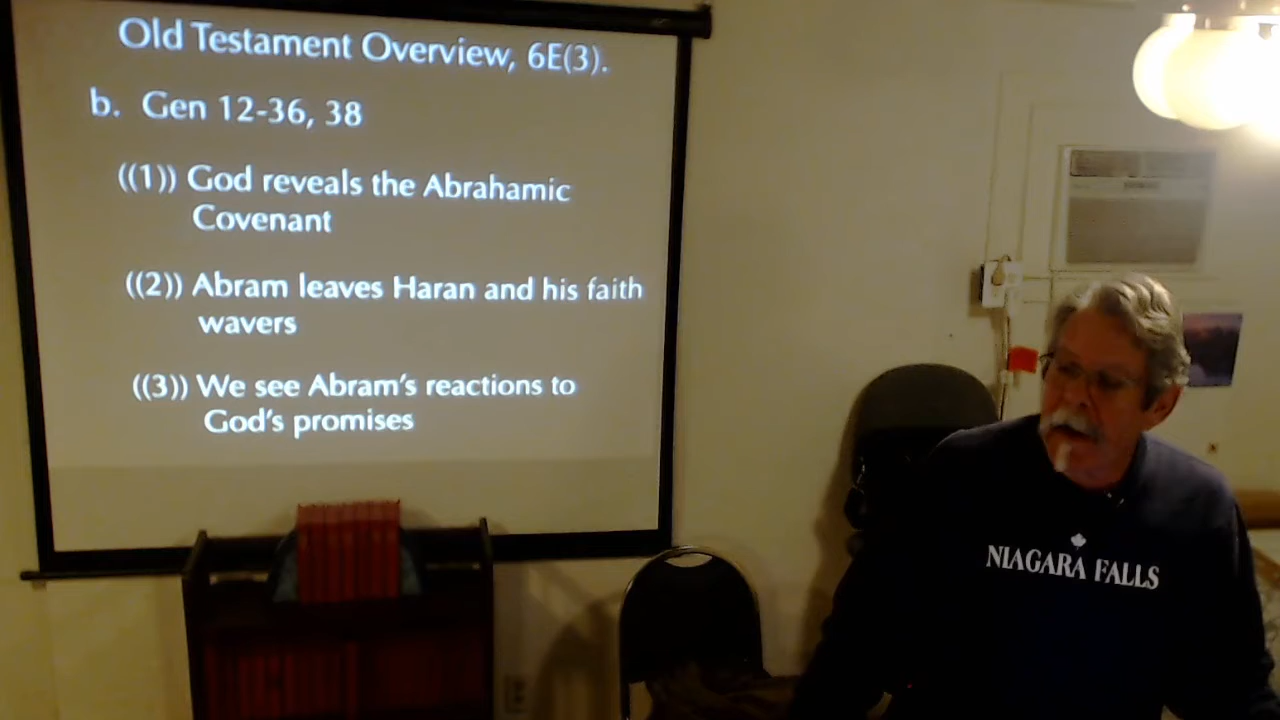 Old Testament Overview, 6E(3).
b. Gen 12-36, 38
((1)) God reveals the Abrahamic
Covenant
((2)) Abram leaves Haran and his faith
wavers
((3)) We see Abram's reactions to
God's promises
NIAGARA FALLS